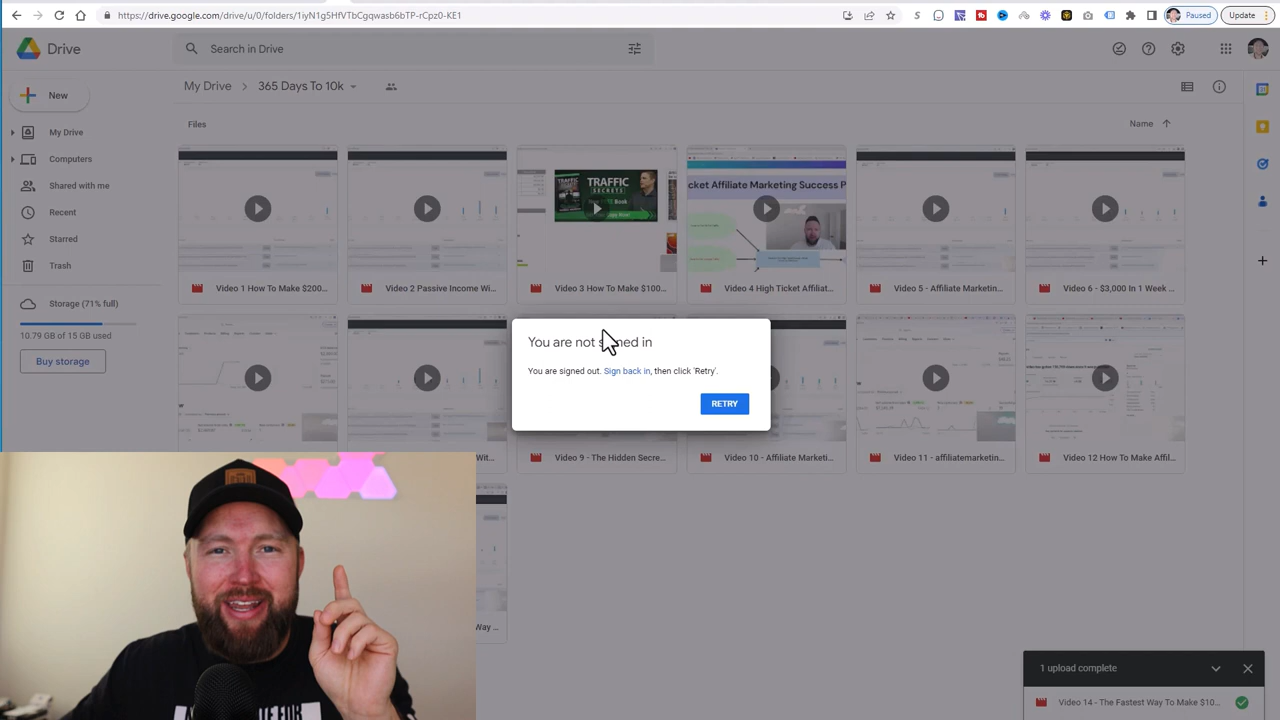 https://drive.google.com/drive/u/0/folders/1iyN1g5HfVTbCgqwasb6bTP-rCpz0-KE1
Paused
Update
Drive
Search in Drive
New
My Drive
365 Days To 10k
My Drive
Computers
Shared with me
Recent
Starred
Trash
Storage (71% full)
10.79 GB of 15 GB used
Buy storage
Files
Name
TRAFFIC
SECRETS
cket Affiliate Marketing Success P
Video 1 How To Make $200...
Video 2 Passive Income Wi...
Video 3 How To Make $100...
Video 4 High Ticket Affiliat...
Video 5 - Affiliate Marketin...
Video 6 - $3,000 In 1 Week ...
You are not signed in
You are signed out. Sign back in, then click 'Retry'.
RETRY
Wit...
Video 9 - The Hidden Secre...
Video 10 - Affiliate Marketi...
Video 11 - affiliatemarketin...
Video 12 How To Make Affil...
Way ...
1 upload complete
Video 14 - The Fastest Way To Make $10...